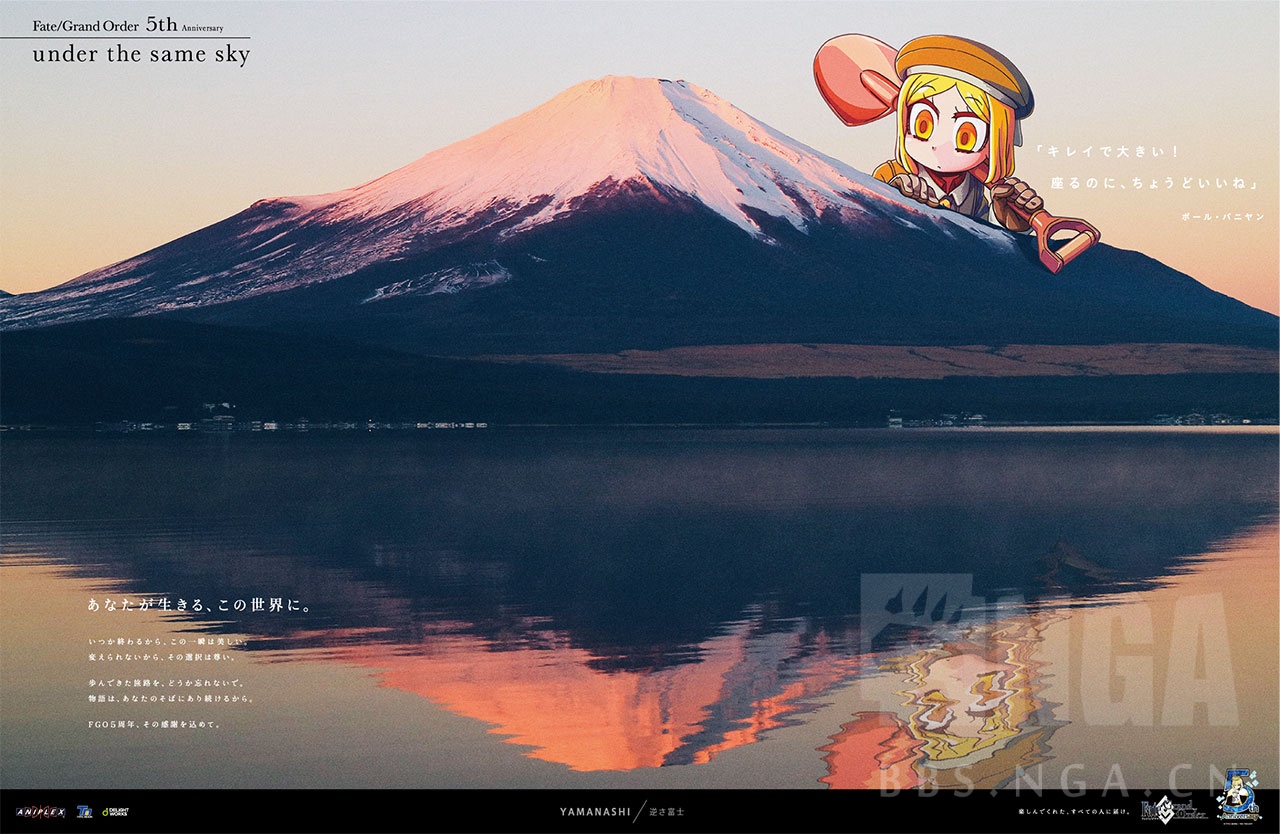 Fate/Grand Order 5th Anniversary
under the same sky
「キレイで大きい！
座るのに、ちょうどいいね」
ポール・バニヤン
あなたが生きる、この世界に。
いつか終わるから、この一瞬は美しい。
変えられないから、その選択は尊い。
歩んできた旅路を、どうか忘れないで。
物語は、あなたのそばにあり続けるから。
FGO5周年、その感謝を込めて。
NGA
BBS.NGA.CN
ANIPLEX
DELIGHT WORKS
YAMANASHI / 逆さ富士
楽しんでくれた、すべての人に届け。
Fate Grand Order
5th Anniversary